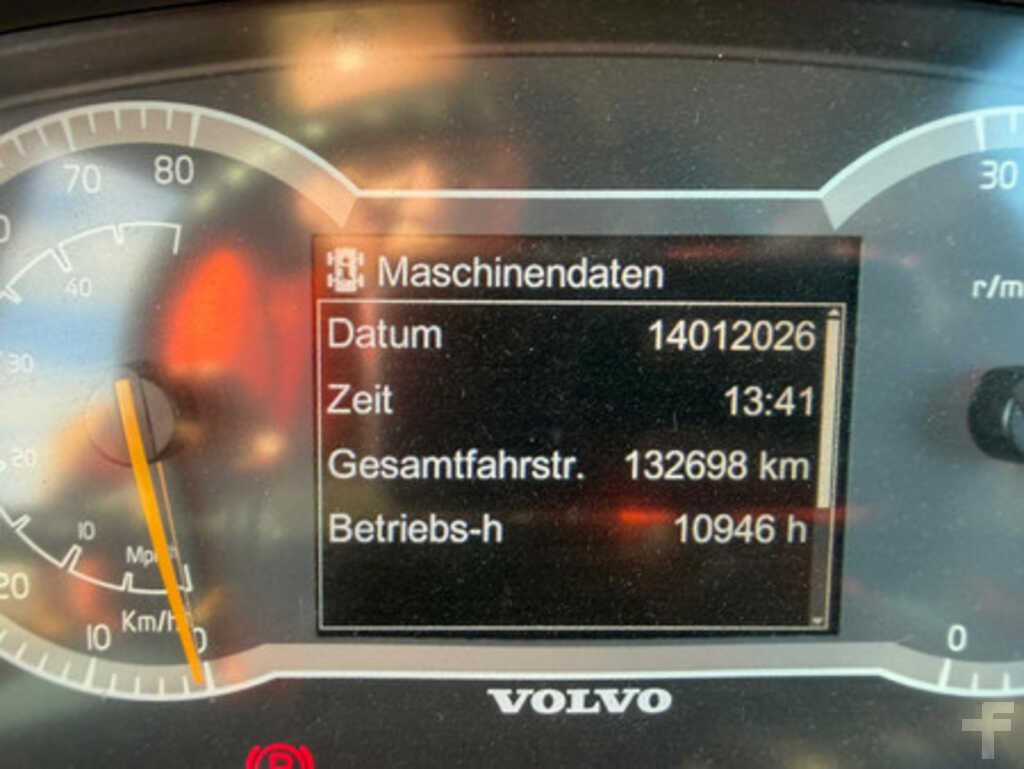 70 80
40
30
20
10
Mph
20
10 Km/h 0
30
r/m
0
Maschinendaten
Datum 14012026
Zeit 13:41
Gesamtfahrstr. 132698 km
Betriebs-h 10946 h
VOLVO
P